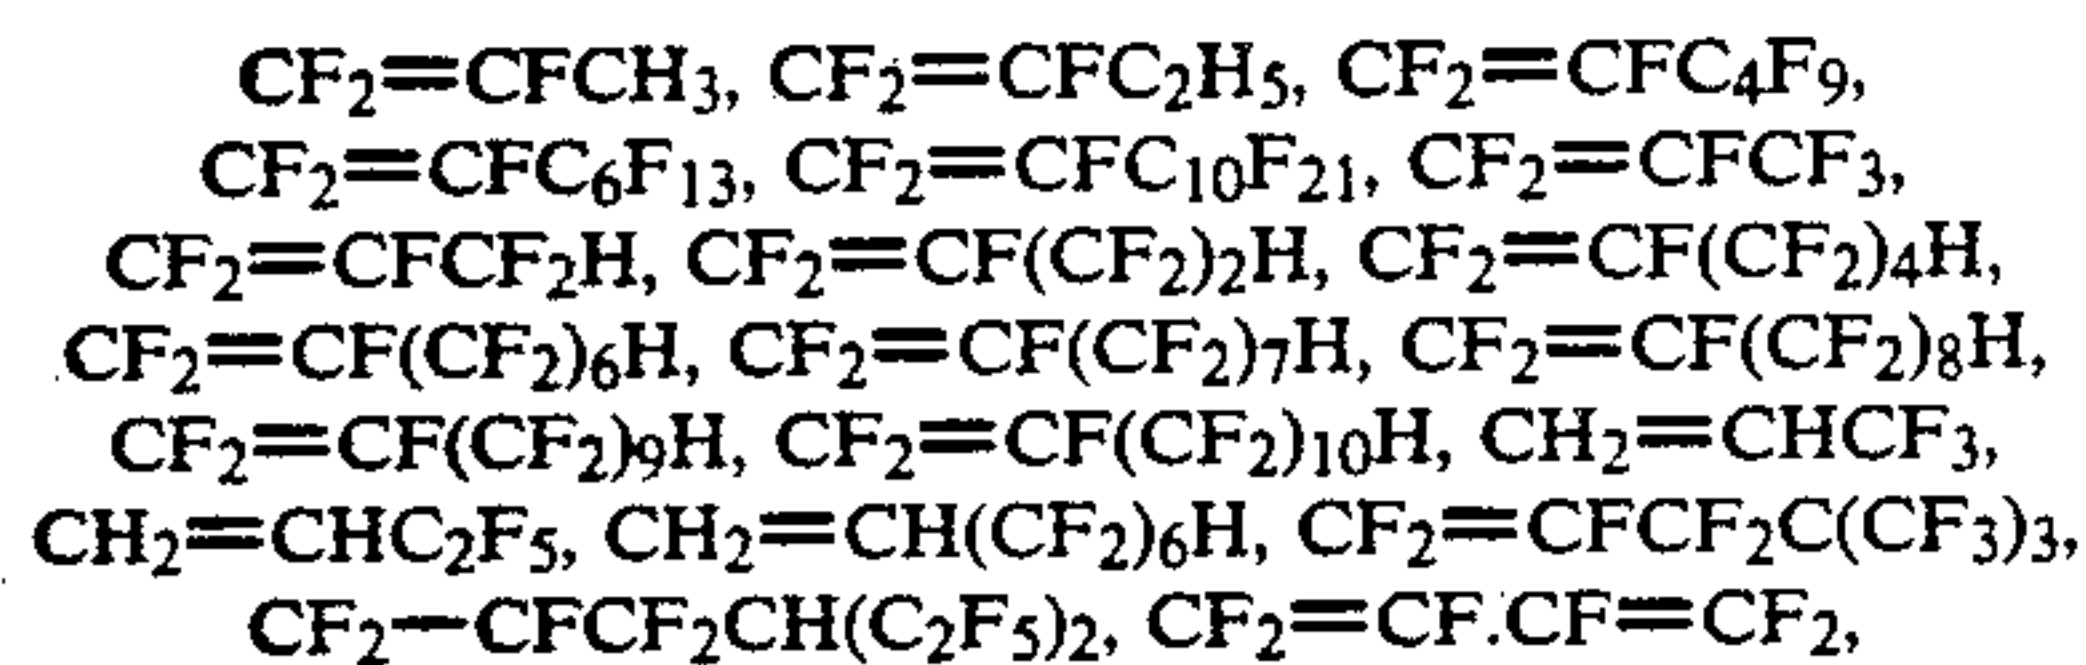 CF₂=CFCH₃, CF₂=CFC₂H₅, CF₂=CFC₄F₉,
CF₂=CFC₆F₁₃, CF₂=CFC₁₀F₂₁, CF₂=CFCF₃,
CF₂=CFCF₂H, CF₂=CF(CF₂)₂H, CF₂=CF(CF₂)₄H,
CF₂=CF(CF₂)₆H, CF₂=CF(CF₂)₇H, CF₂=CF(CF₂)₈H,
CF₂=CF(CF₂)₉H, CF₂=CF(CF₂)₁₀H, CH₂=CHCF₃,
CH₂=CHC₂F₅, CH₂=CH(CF₂)₆H, CF₂=CFCF₂C(CF₃)₃,
CF₂—CFCF₂CH(C₂F₅)₂, CF₂=CF.CF=CF₂,